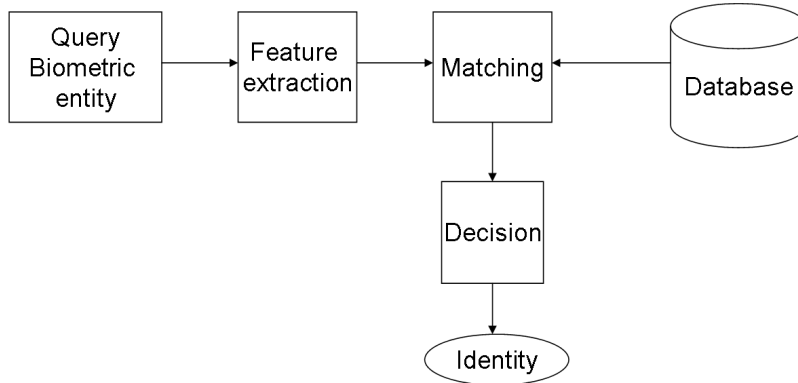 Query
Biometric
entity
Feature
extraction
Matching
Database
Decision
Identity